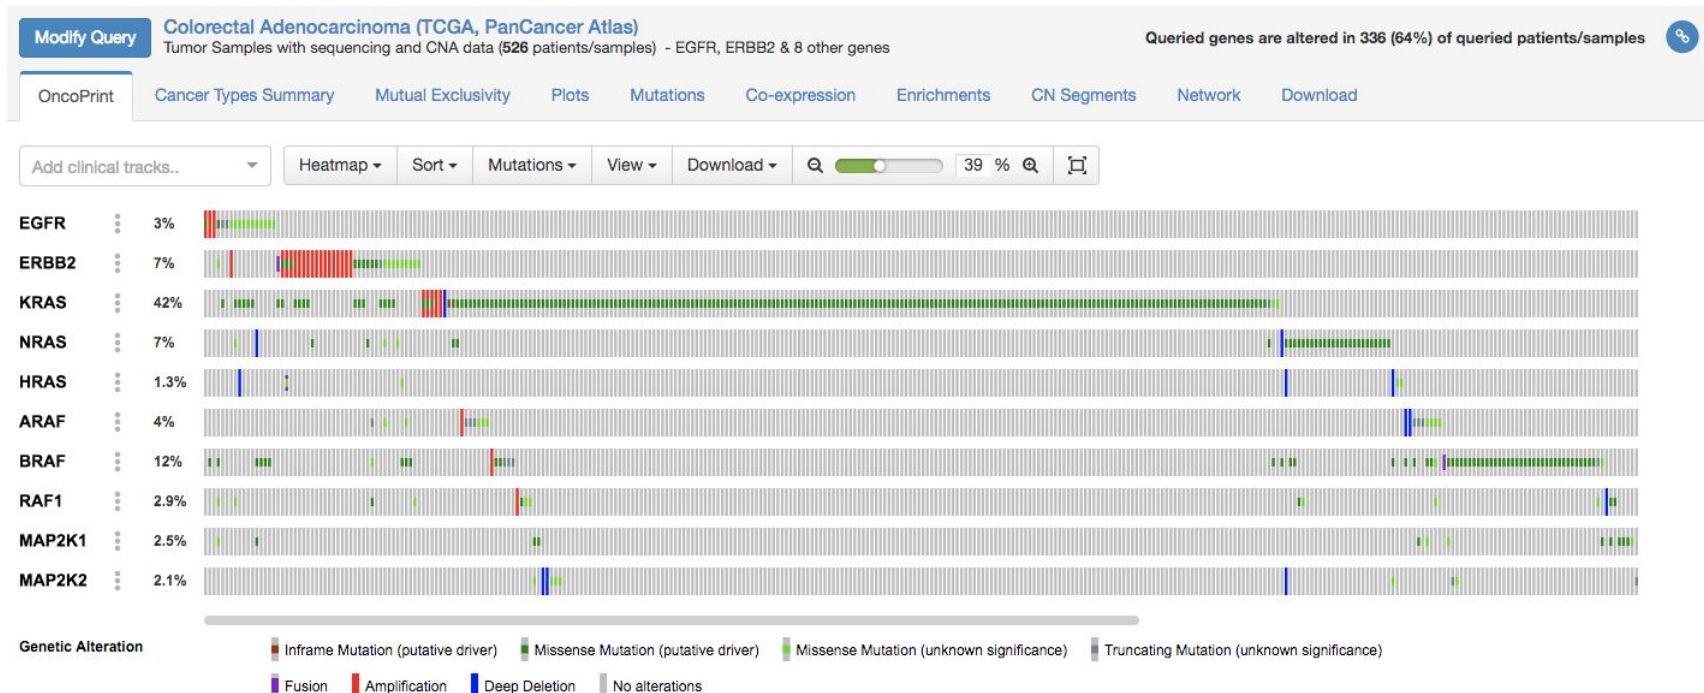 Modify Query
Colorectal Adenocarcinoma (TCGA, PanCancer Atlas)
Tumor Samples with sequencing and CNA data (526 patients/samples) - EGFR, ERBB2 & 8 other genes
Queried genes are altered in 336 (64%) of queried patients/samples
OncoPrint Cancer Types Summary Mutual Exclusivity Plots Mutations Co-expression Enrichments CN Segments Network Download
Add clinical tracks.. Heatmap Sort Mutations View Download 39 %
EGFR 3%
ERBB2 7%
KRAS 42%
NRAS 7%
HRAS 1.3%
ARAF 4%
BRAF 12%
RAF1 2.9%
MAP2K1 2.5%
MAP2K2 2.1%
Genetic Alteration Inframe Mutation (putative driver) Missense Mutation (putative driver) Missense Mutation (unknown significance) Truncating Mutation (unknown significance)
Fusion Amplification Deep Deletion No alterations